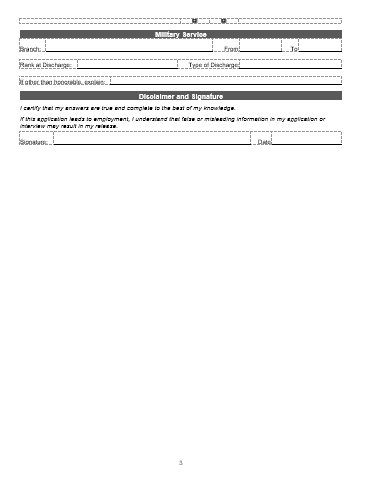 Military Service
Branch: From: To:
Rank at Discharge: Type of Discharge:
If other than honorable, explain:
Disclaimer and Signature
I certify that my answers are true and complete to the best of my knowledge.
If this application leads to employment, I understand that false or misleading information in my application or
interview may result in my release.
Signature: Date:
3